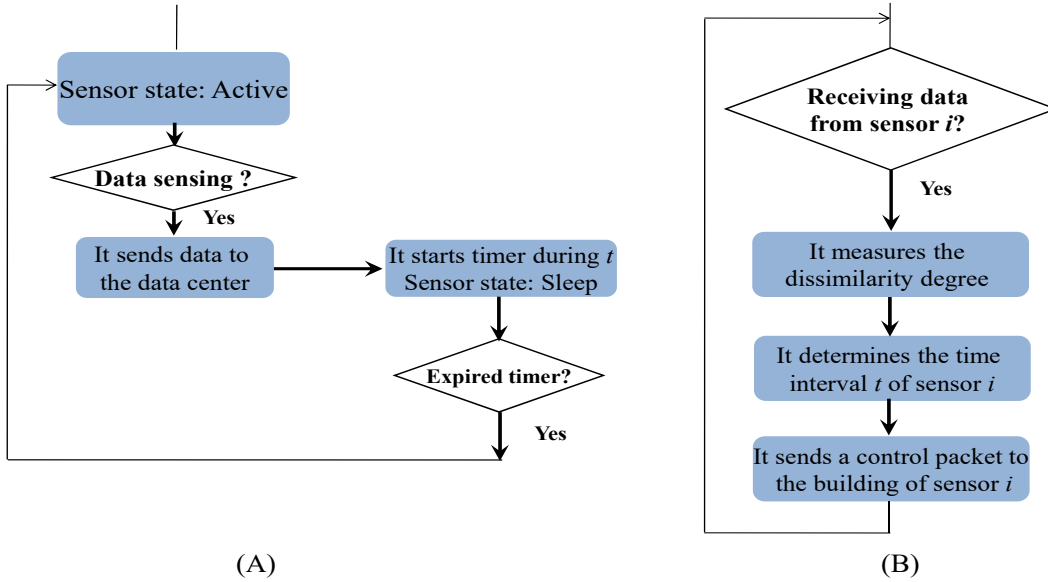 Sensor state: Active
Data sensing ?
Yes
It sends data to
the data center
It starts timer during t
Sensor state: Sleep
Expired timer?
Yes
(A)
Receiving data
from sensor i?
Yes
It measures the
dissimilarity degree
It determines the time
interval t of sensor i
It sends a control packet to
the building of sensor i
(B)